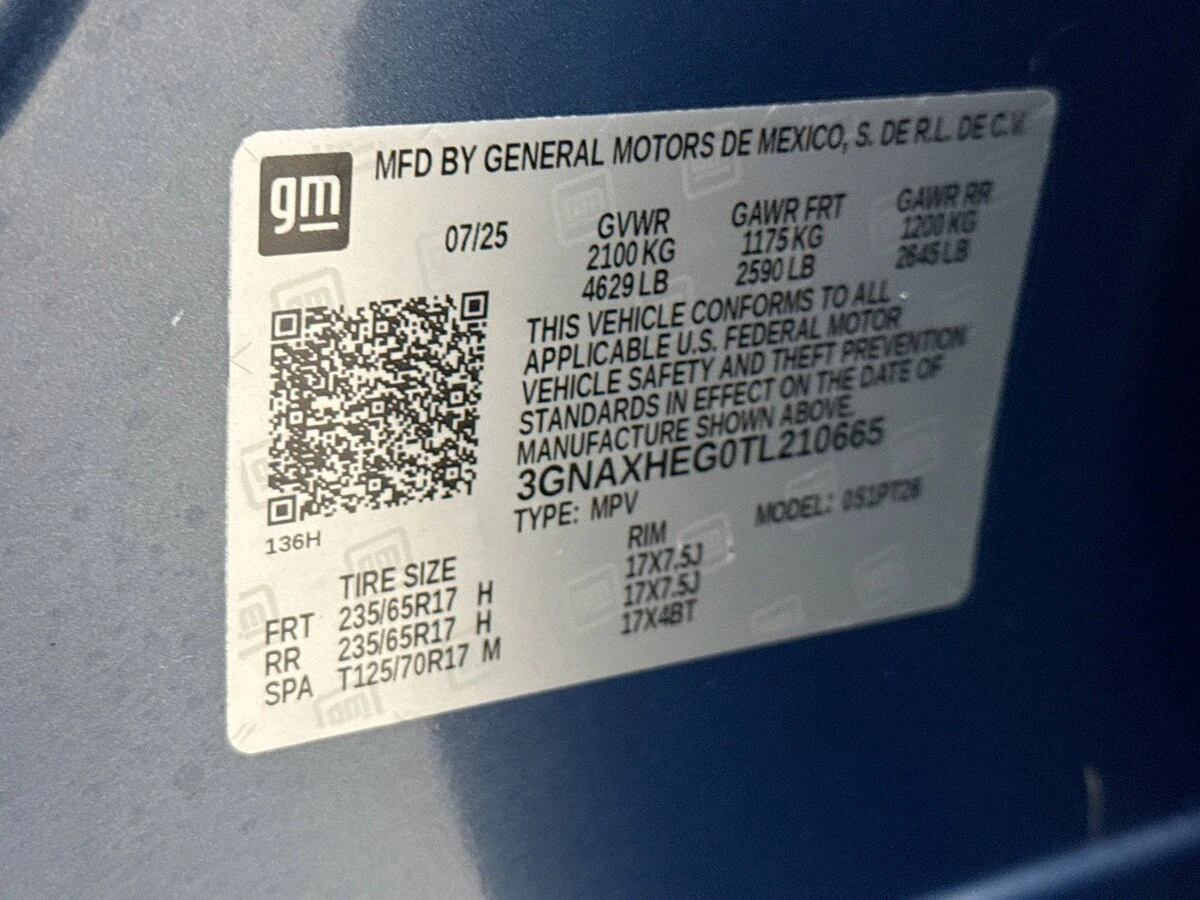 gm
MFD BY GENERAL MOTORS DE MEXICO, S. DE R.L. DE C.V.
07/25
GVWR GAWR FRT GAWR RR
2100 KG 1175 KG 1200 KG
4629 LB 2590 LB 2645 LB
THIS VEHICLE CONFORMS TO ALL
APPLICABLE U.S. FEDERAL MOTOR
VEHICLE SAFETY AND THEFT PREVENTION
STANDARDS IN EFFECT ON THE DATE OF
MANUFACTURE SHOWN ABOVE.
3GNAXHEG0TL210665
TYPE: MPV MODEL:
136H
TIRE SIZE RIM
FRT 235/65R17 H 17X7.5J
RR 235/65R17 H 17X7.5J
SPA T125/70R17 M 17X4BT